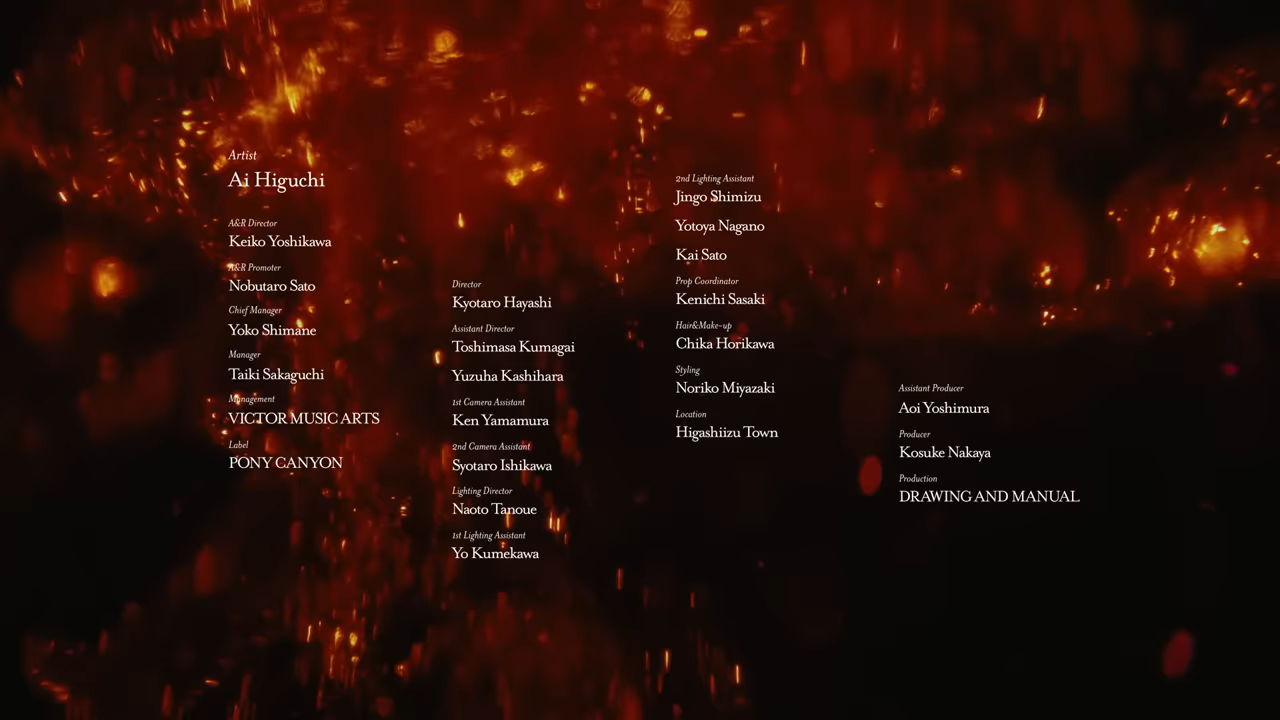 Artist
Ai Higuchi
A&R Director
Keiko Yoshikawa
A&R Promoter
Nobutaro Sato
Chief Manager
Yoko Shimane
Manager
Taiki Sakaguchi
Management
VICTOR MUSIC ARTS
Label
PONY CANYON
Director
Kyotaro Hayashi
Assistant Director
Toshimasa Kumagai
Yuzuha Kashihara
1st Camera Assistant
Ken Yamamura
2nd Camera Assistant
Syotaro Ishikawa
Lighting Director
Naoto Tanoue
1st Lighting Assistant
Yo Kumekawa
2nd Lighting Assistant
Jingo Shimizu
Yotoya Nagano
Kai Sato
Prop Coordinator
Kenichi Sasaki
Hair&Make-up
Chika Horikawa
Styling
Noriko Miyazaki
Location
Higashiizu Town
Assistant Producer
Aoi Yoshimura
Producer
Kosuke Nakaya
Production
DRAWING AND MANUAL